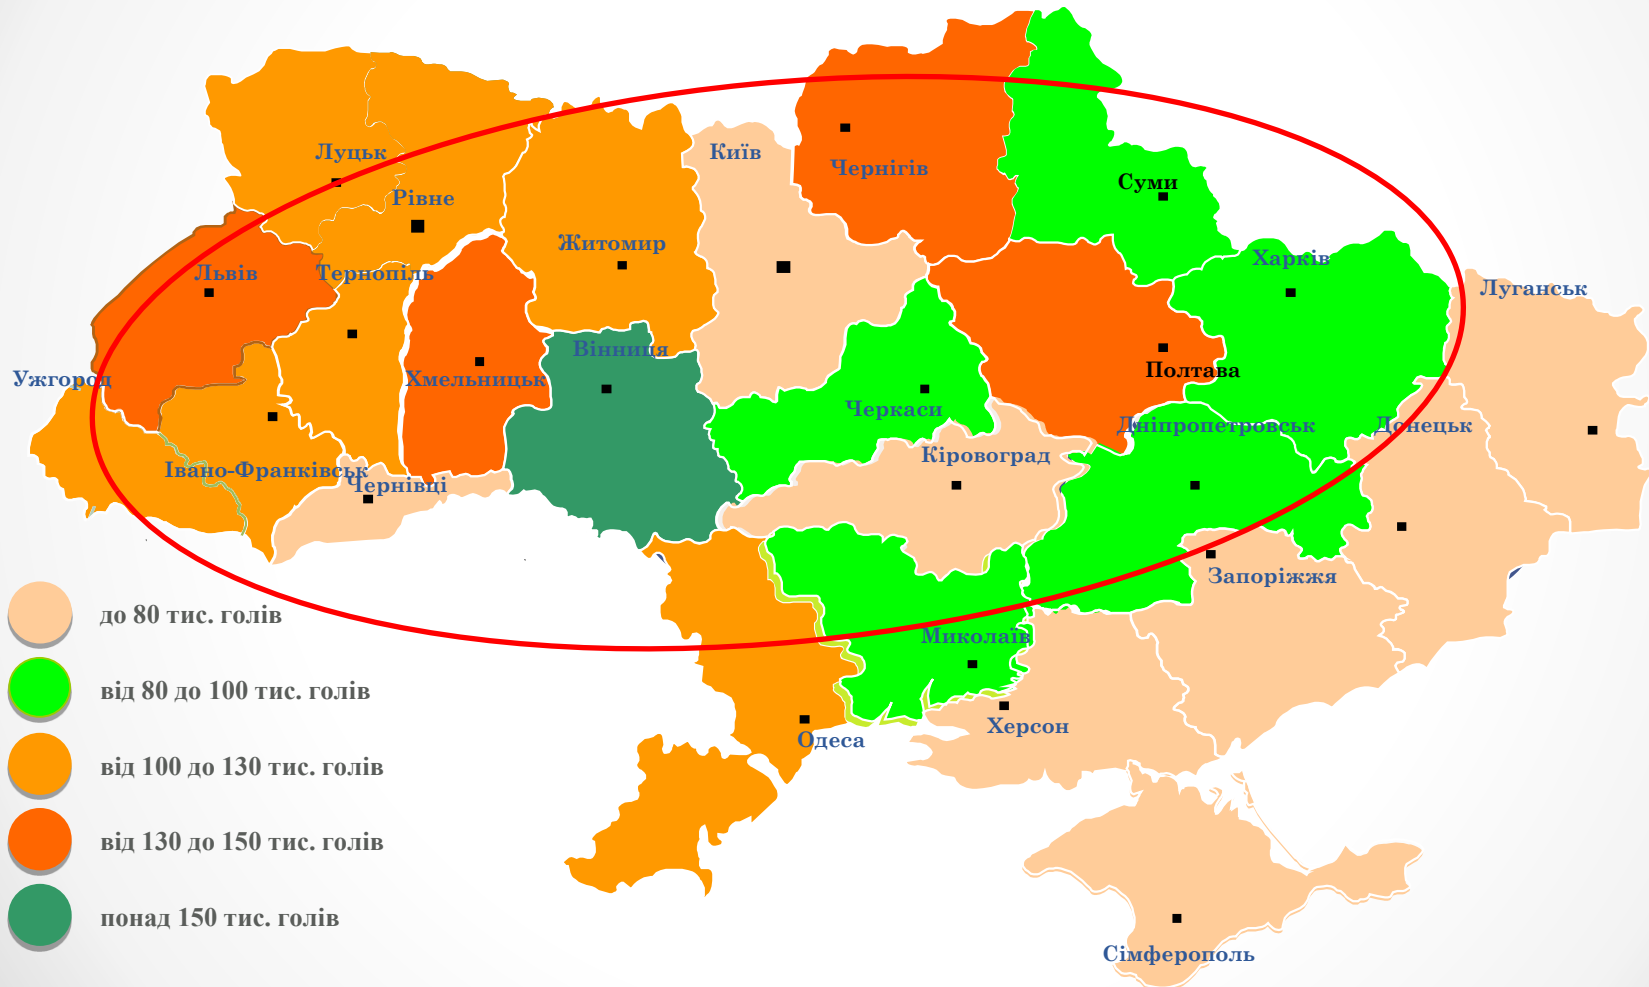 Луцьк
Київ
Чернігів
Суми
Рівне
Житомир
Львів
Тернопіль
Харків
Луганськ
Вінниця
Ужгород
Хмельницьк
Полтава
Черкаси
Дніпропетровськ
Донецьк
Кіровоград
Івано-Франківськ
Чернівці
Запоріжжя
до 80 тис. голів
Миколаїв
від 80 до 100 тис. голів
Херсон
Одеса
від 100 до 130 тис. голів
від 130 до 150 тис. голів
понад 150 тис. голів
Сімферополь